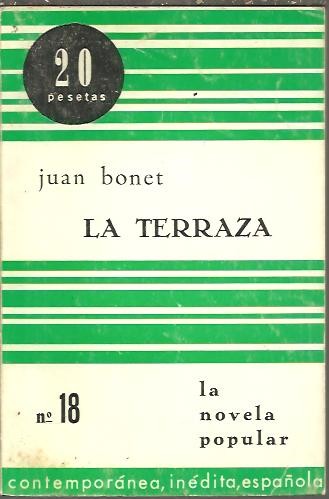 20
pesetas
juan bonet
LA TERRAZA
nº 18
la
novela
popular
contemporánea, inédita, española